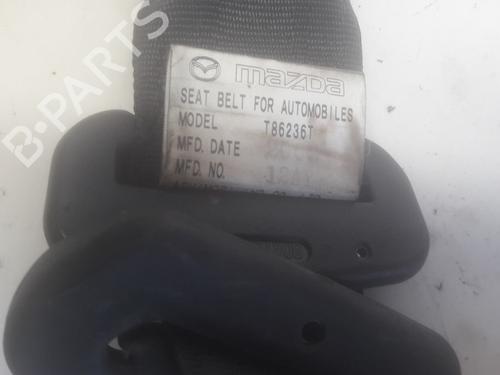 mazda
SEAT BELT FOR AUTOMOBILES
MODEL T86236T
MFD. DATE
MFD. NO.
B-PARTS